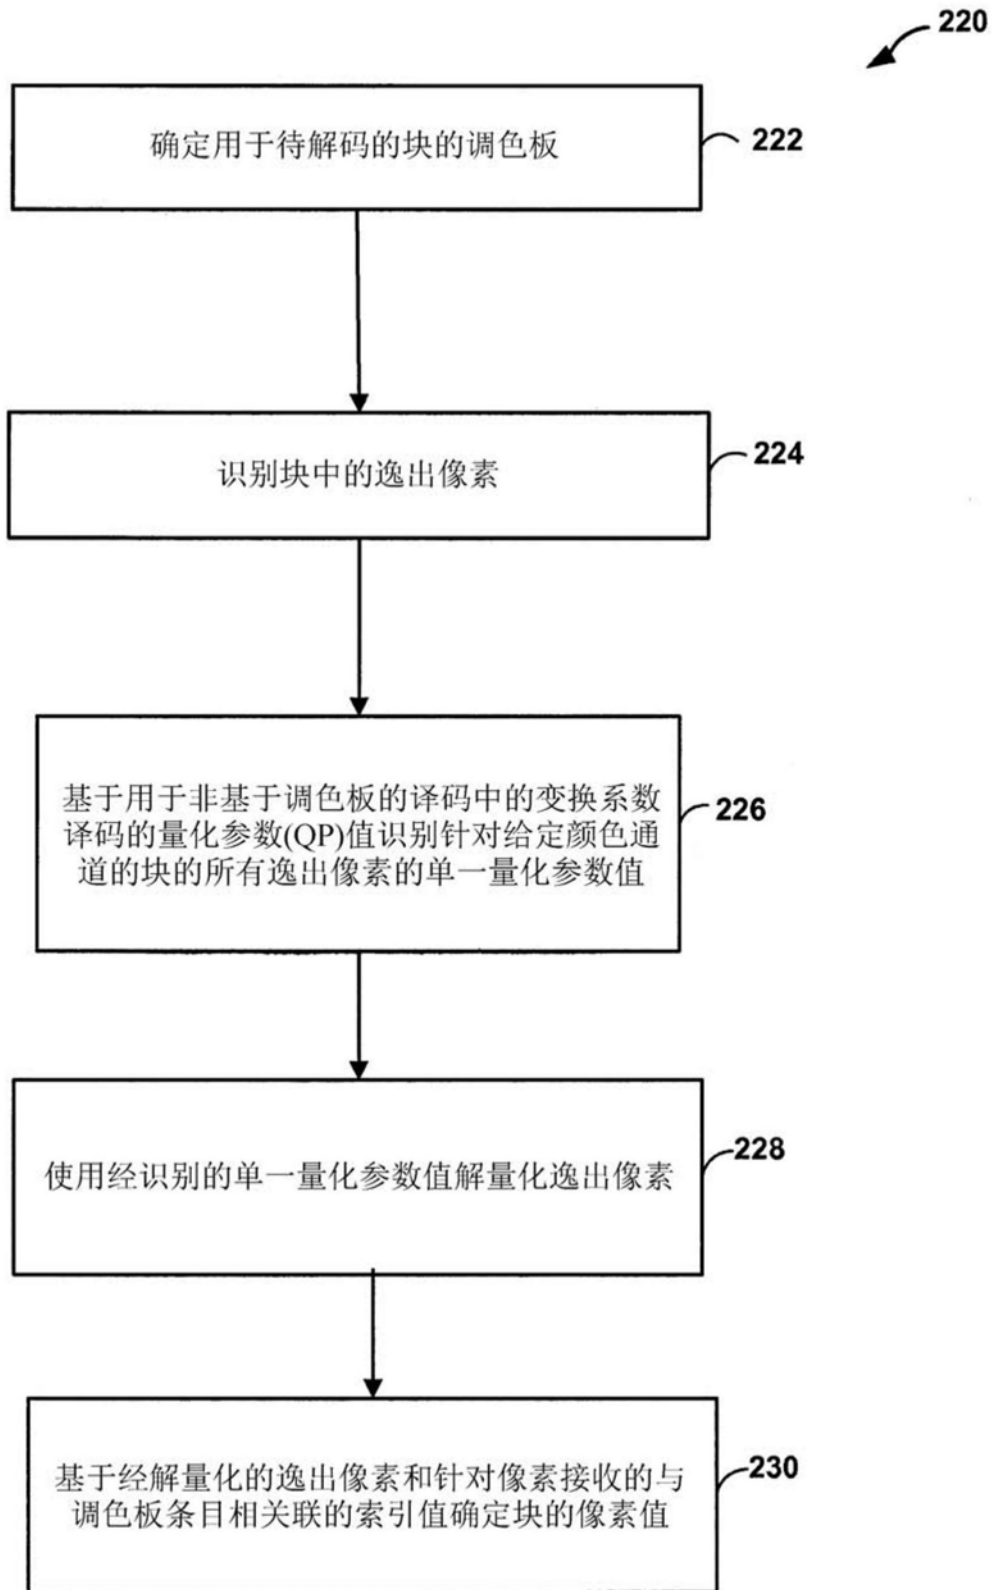 220
确定用于待解码的块的调色板
222
识别块中的逸出像素
224
基于用于非基于调色板的译码中的变换系数
译码的量化参数(QP)值识别针对给定颜色通
道的块的所有逸出像素的单一量化参数值
226
使用经识别的单一量化参数值解量化逸出像素
228
基于经解量化的逸出像素和针对像素接收的与
调色板条目相关联的索引值确定块的像素值
230